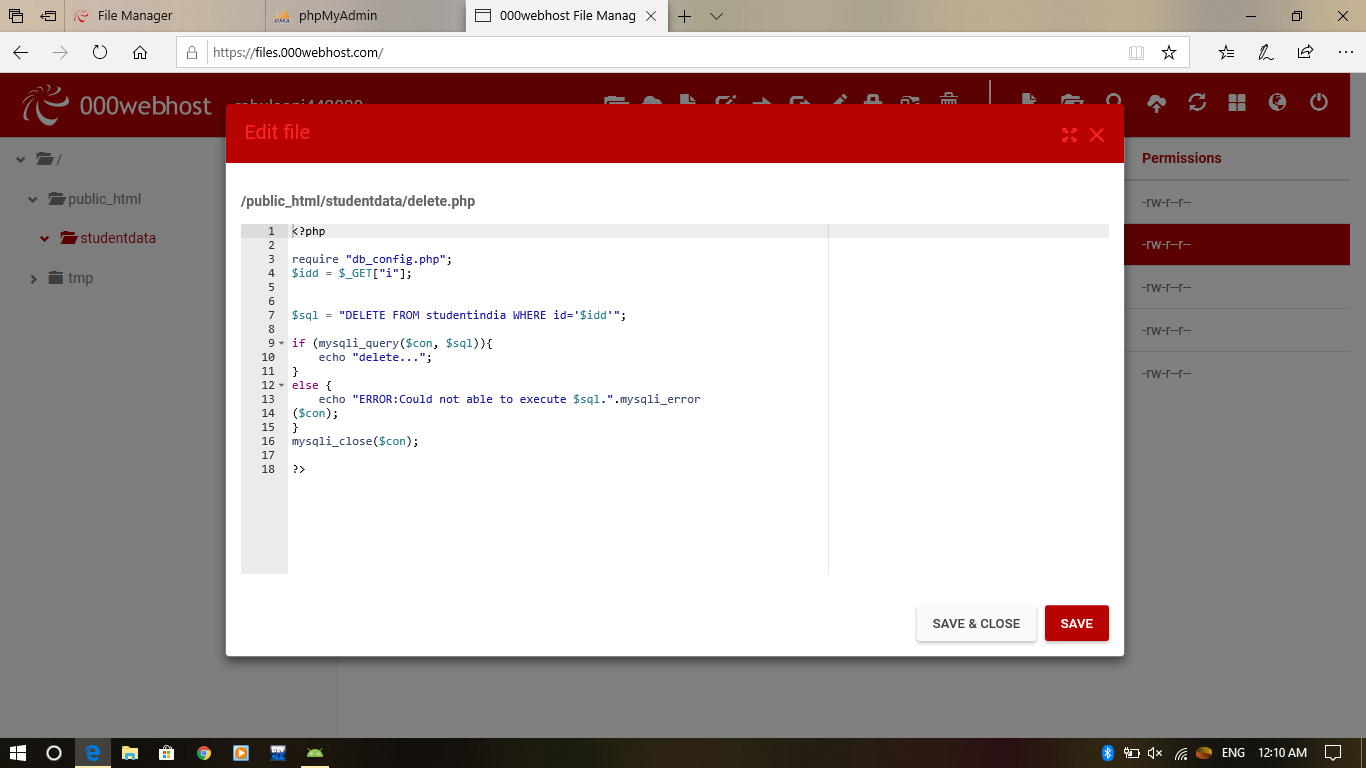 File Manager
phpMyAdmin
000webhost File Manag
https://files.000webhost.com/
000webhost
Edit file
/
public_html
studentdata
tmp
Permissions
-rw-r--r--
-rw-r--r--
-rw-r--r--
-rw-r--r--
-rw-r--r--
/public_html/studentdata/delete.php
1 <?php
2
3 require "db_config.php";
4 $idd = $_GET["i"];
5
6
7 $sql = "DELETE FROM studentindia WHERE id='$idd'";
8
9 if (mysqli_query($con, $sql)){
10 echo "delete...";
11 }
12 else {
13 echo "ERROR:Could not able to execute $sql.".mysqli_error
14 ($con);
15 }
16 mysqli_close($con);
17
18 ?>
SAVE & CLOSE
SAVE
ENG
12:10 AM